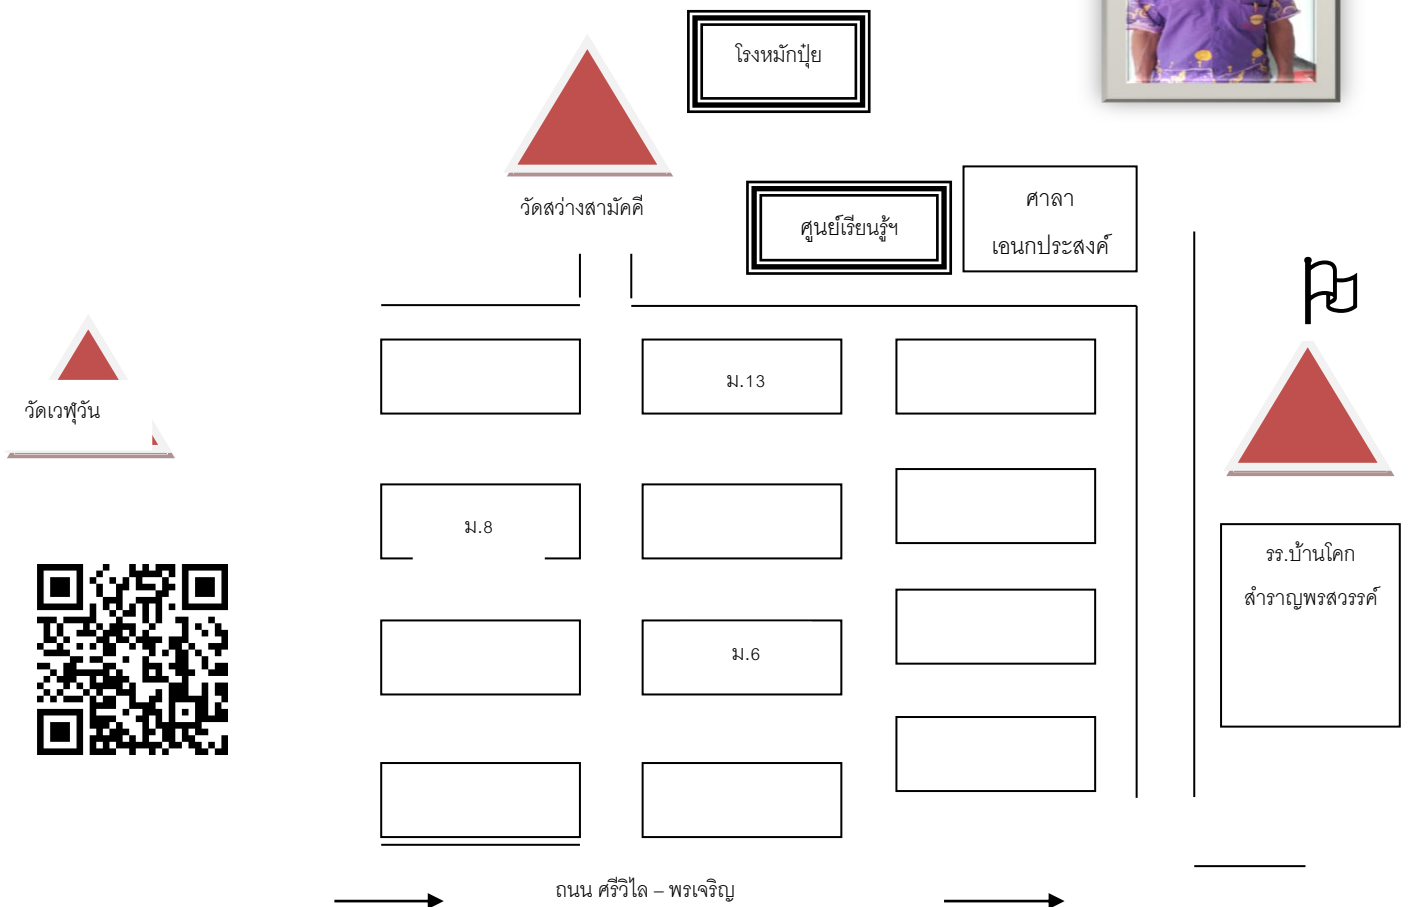 โรงหมักปุ๋ย
วัดสว่างสามัคคี
ศูนย์เรียนรู้ฯ
ศาลา
เอนกประสงค์
ม.13
วัดเวฬุวัน
ม.8
รร.บ้านโคก
สำราญพรสวรรค์
ม.6
ถนน ศรีวิไล – พรเจริญ